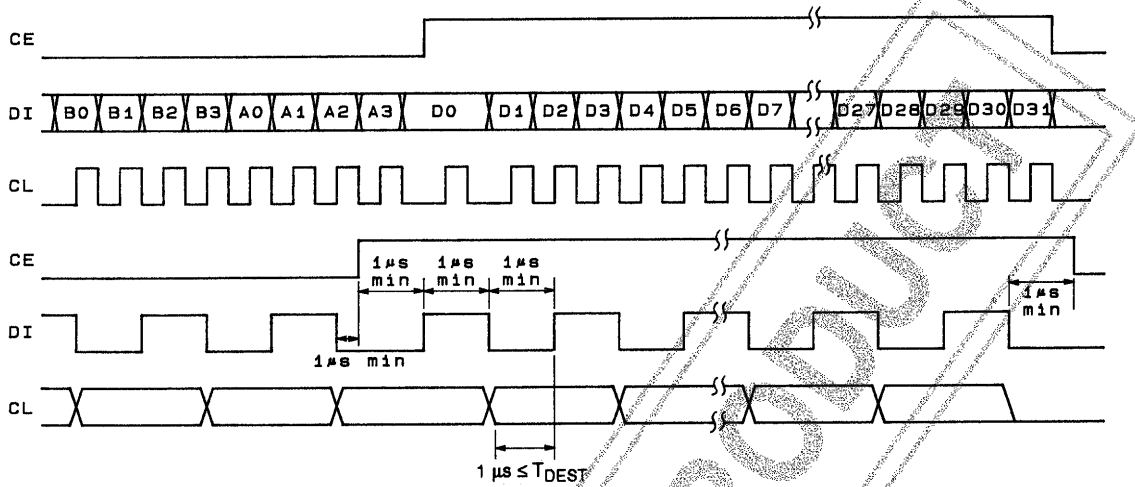 CE
DI B0 B1 B2 B3 A0 A1 A2 A3 D0 D1 D2 D3 D4 D5 D6 D7 D27 D28 D29 D30 D31
CL
CE
1µs min 1µs min 1µs min
1µs min
DI
1µs min
CL
1 µs ≤ TDEST
PRODUCT